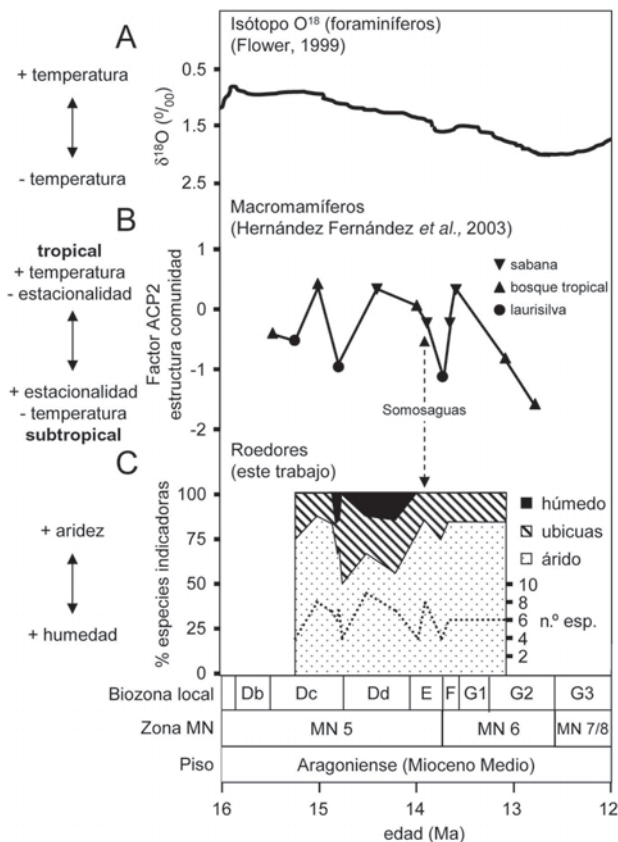 A
Isótopo O18 (foraminíferos)
(Flower, 1999)
+ temperatura
- temperatura
δ18O (0/00)
0.5
1.5
2.5
B
Macromamíferos
(Hernández Fernández et al., 2003)
tropical
+ temperatura
- estacionalidad
+ estacionalidad
- temperatura
subtropical
Factor ACP2
estructura comunidad
1
0
-1
-2
sabana
bosque tropical
laurisilva
Somosaguas
C
Roedores
(este trabajo)
+ aridez
+ humedad
% especies indicadoras
100
75
50
25
0
húmedo
ubicuas
árido
10
8
6
4
2
n.º esp.
Biozona local
Db
Dc
Dd
E
F
G1
G2
G3
Zona MN
MN 5
MN 6
MN 7/8
Piso
Aragoniense (Mioceno Medio)
16
15
14
13
12
edad (Ma)